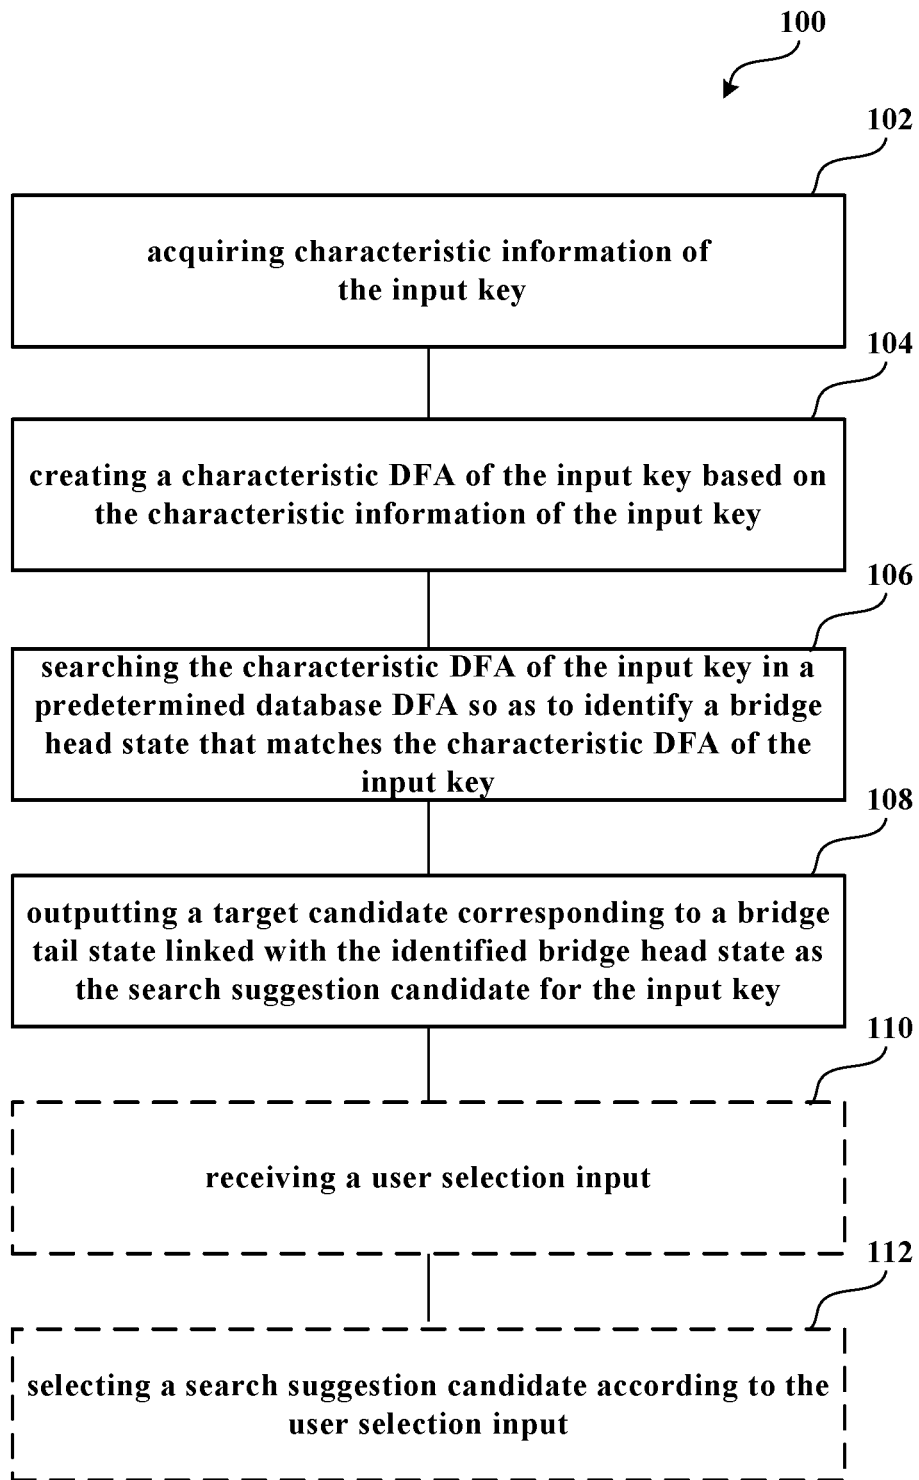 100
102
acquiring characteristic information of
the input key
104
creating a characteristic DFA of the input key based on
the characteristic information of the input key
106
searching the characteristic DFA of the input key in a
predetermined database DFA so as to identify a bridge
head state that matches the characteristic DFA of the
input key
108
outputting a target candidate corresponding to a bridge
tail state linked with the identified bridge head state as
the search suggestion candidate for the input key
110
receiving a user selection input
112
selecting a search suggestion candidate according to the
user selection input